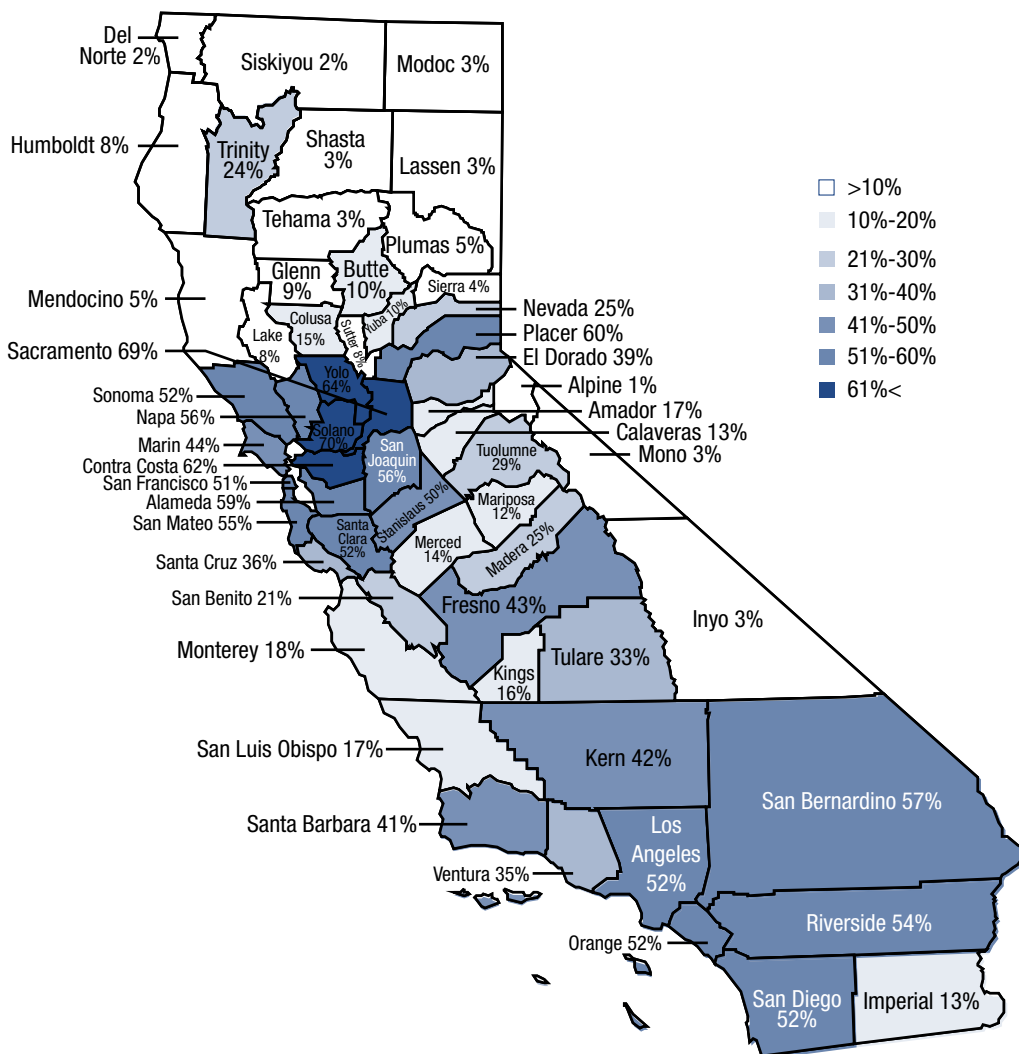 Del
Norte 2%
Siskiyou 2%
Modoc 3%
Humboldt 8%
Trinity
24%
Shasta
3%
Lassen 3%
Tehama 3%
Plumas 5%
Glenn
9%
Butte
10%
Sierra 4%
Mendocino 5%
Colusa
15%
Sutter 8%
Yuba 10%
Nevada 25%
Lake
8%
Placer 60%
Sacramento 69%
El Dorado 39%
Yolo
64%
Alpine 1%
Sonoma 52%
Amador 17%
Napa 56%
Solano
70%
Calaveras 13%
Marin 44%
San
Joaquin
56%
Tuolumne
29%
Mono 3%
Contra Costa 62%
San Francisco 51%
Alameda 59%
Stanislaus 50%
Mariposa
12%
San Mateo 55%
Santa
Clara
52%
Merced
14%
Madera 25%
Santa Cruz 36%
San Benito 21%
Fresno 43%
Inyo 3%
Monterey 18%
Kings
16%
Tulare 33%
San Luis Obispo 17%
Kern 42%
San Bernardino 57%
Santa Barbara 41%
Los
Angeles
52%
Ventura 35%
Riverside 54%
Orange 52%
San Diego
52%
Imperial 13%
>10%
10%-20%
21%-30%
31%-40%
41%-50%
51%-60%
61%<